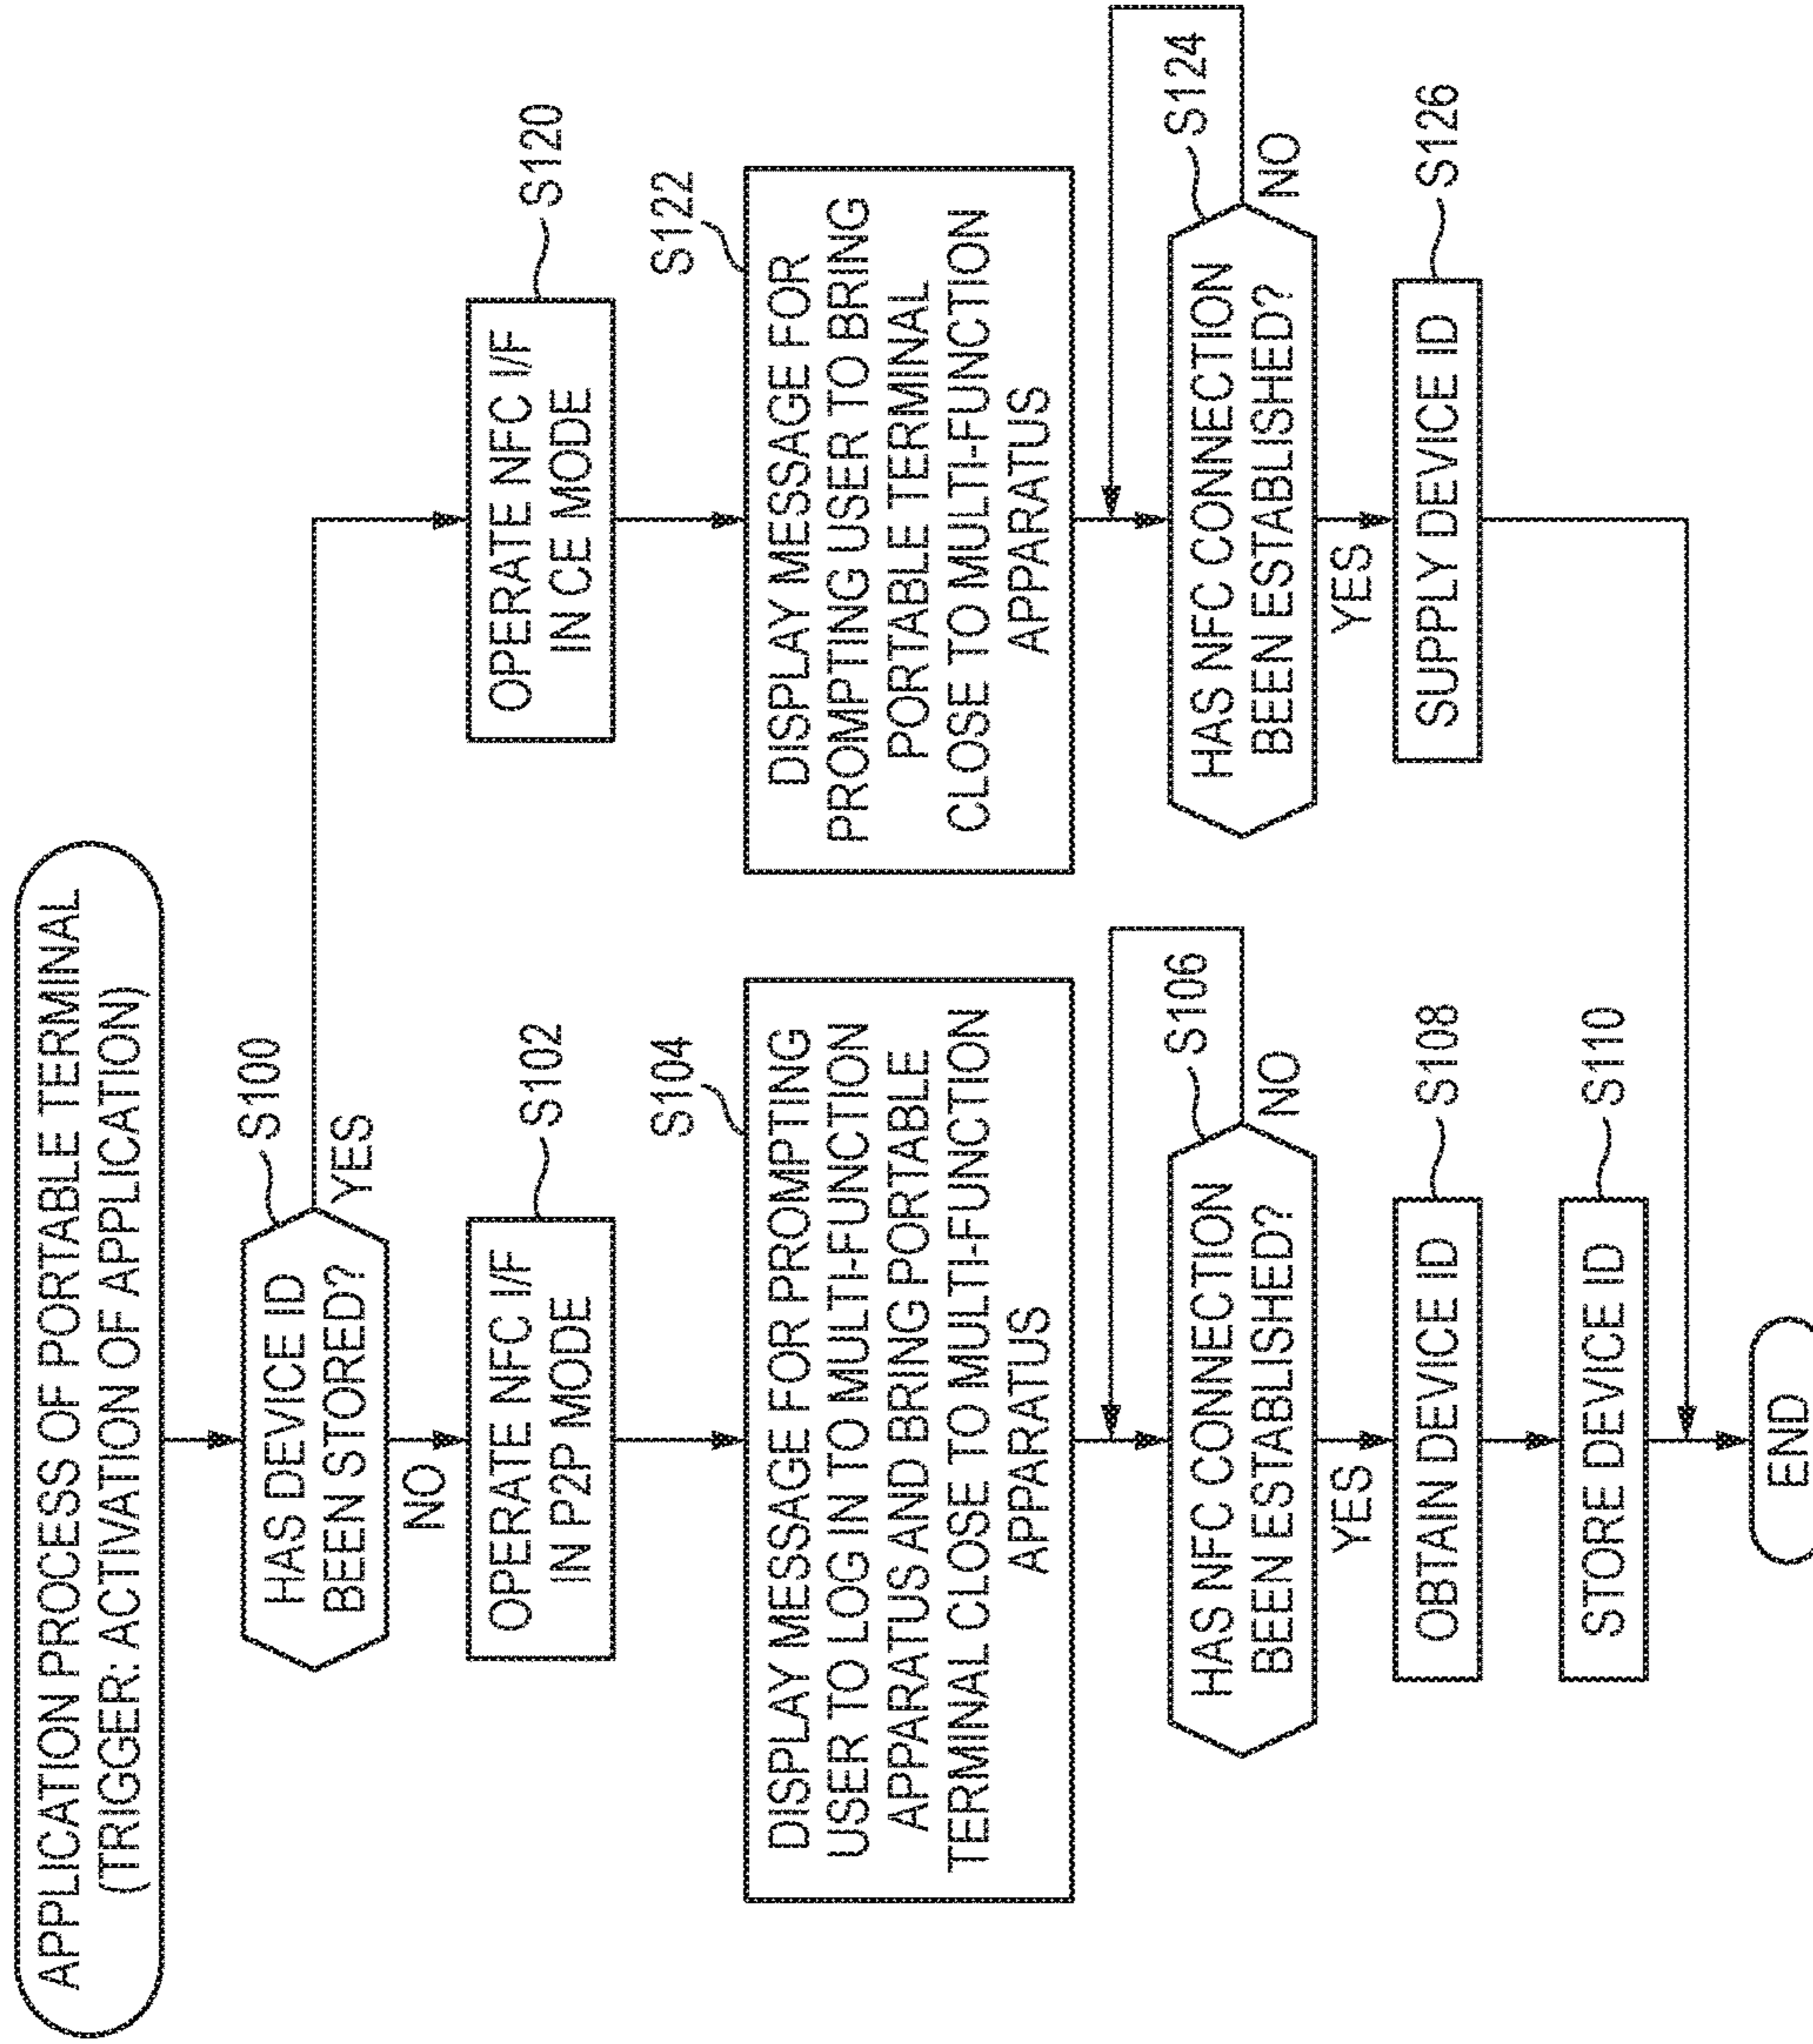 APPLICATION PROCESS OF PORTABLE TERMINAL
(TRIGGER: ACTIVATION OF APPLICATION)
S100
HAS DEVICE ID
BEEN STORED?
YES
NO
S102
OPERATE NFC I/F
IN P2P MODE
S104
DISPLAY MESSAGE FOR PROMPTING
USER TO LOG IN TO MULTI-FUNCTION
APPARATUS AND BRING PORTABLE
TERMINAL CLOSE TO MULTI-FUNCTION
APPARATUS
S106
HAS NFC CONNECTION
BEEN ESTABLISHED?
NO
YES
S108
OBTAIN DEVICE ID
S110
STORE DEVICE ID
S120
OPERATE NFC I/F
IN CE MODE
S122
DISPLAY MESSAGE FOR
PROMPTING USER TO BRING
PORTABLE TERMINAL
CLOSE TO MULTI-FUNCTION
APPARATUS
S124
HAS NFC CONNECTION
BEEN ESTABLISHED?
NO
YES
S126
SUPPLY DEVICE ID
END